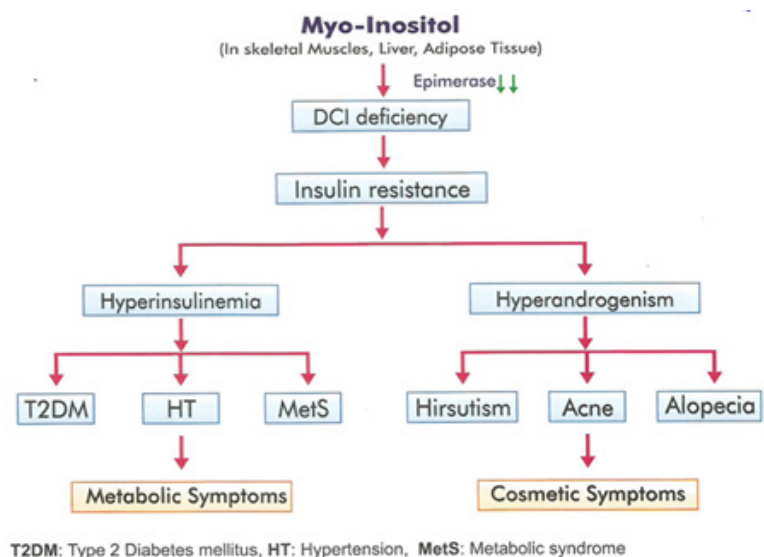 Myo-Inositol
(In skeletal Muscles, Liver, Adipose Tissue)
Epimerase↓↓
DCI deficiency
Insulin resistance
Hyperinsulinemia
Hyperandrogenism
T2DM
HT
MetS
Hirsutism
Acne
Alopecia
Metabolic Symptoms
Cosmetic Symptoms
T2DM: Type 2 Diabetes mellitus, HT: Hypertension, MetS: Metabolic syndrome